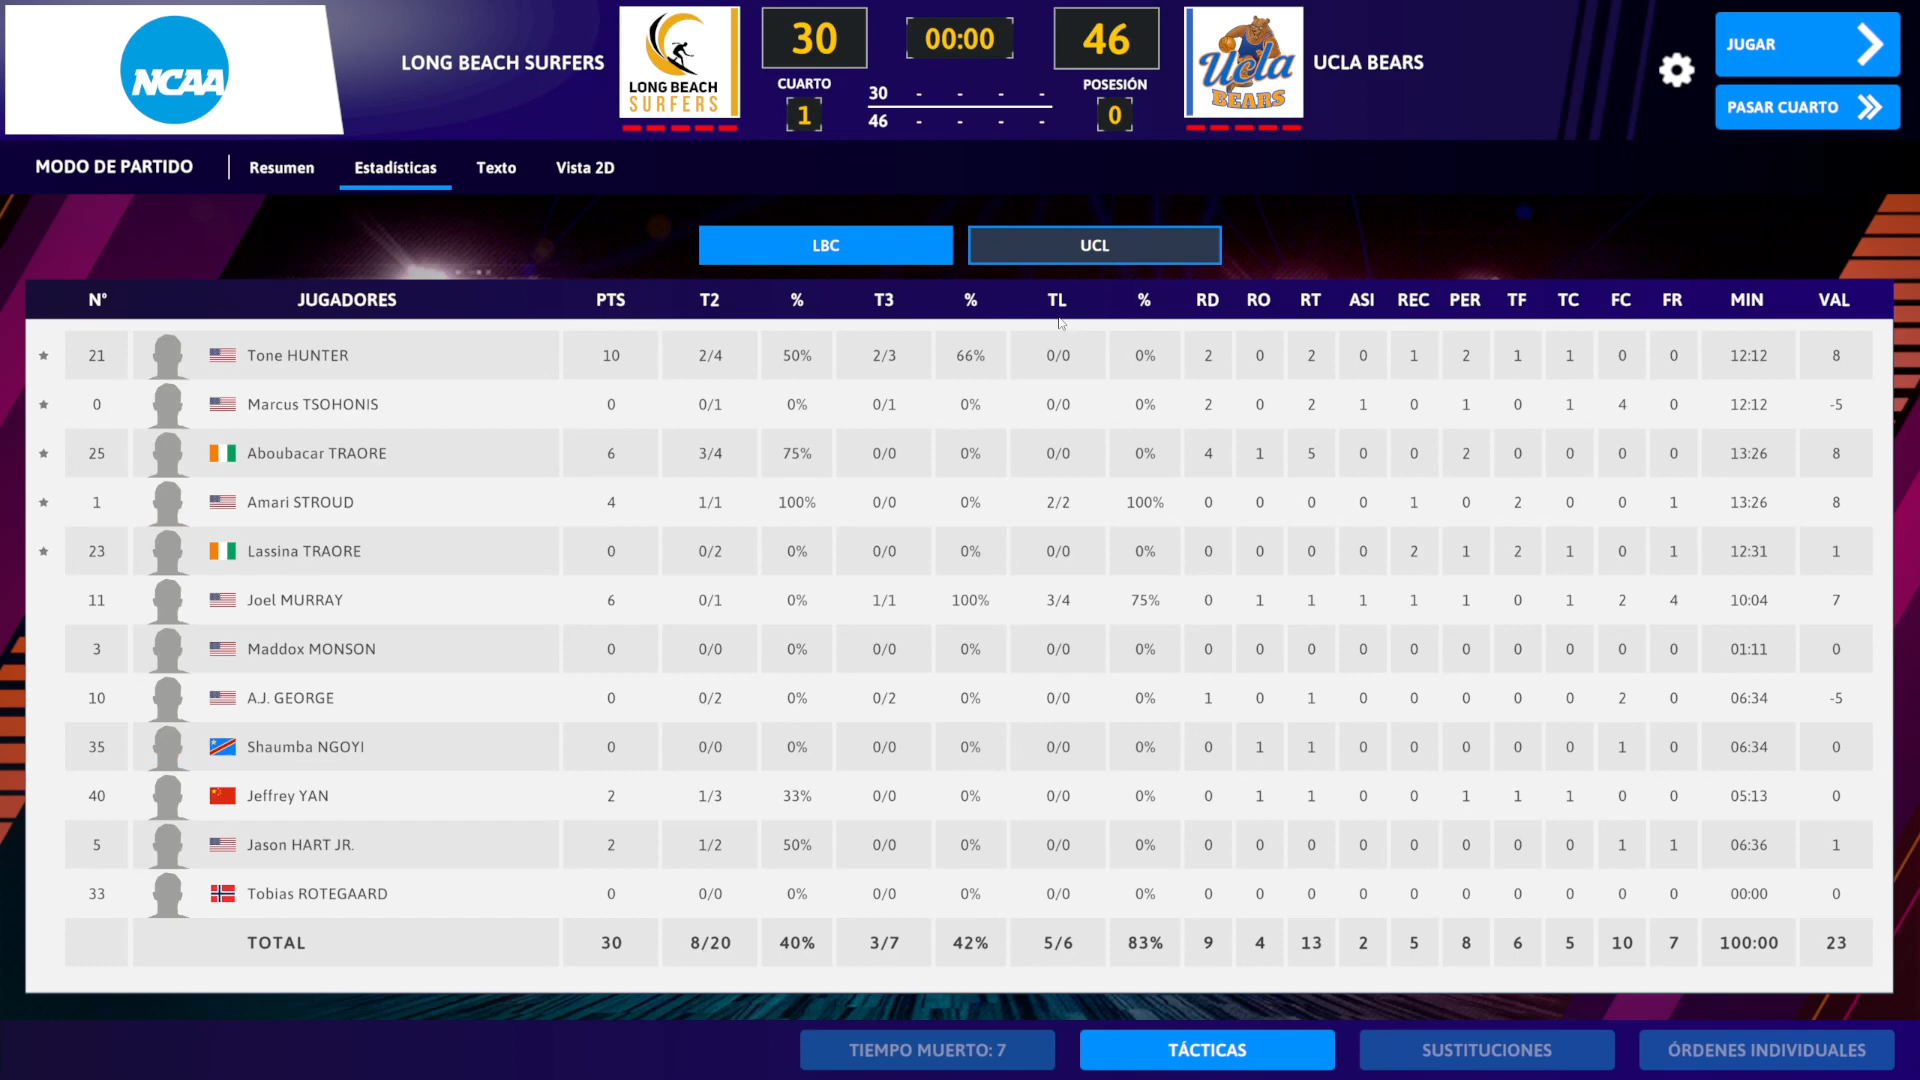 NCAA
LONG BEACH SURFERS
LONG BEACH
SURFERS
30
CUARTO
1
00:00
30 - - - -
46 - - - -
46
POSESIÓN
0
Ucla
BEARS
UCLA BEARS
JUGAR
PASAR CUARTO
MODO DE PARTIDO
Resumen
Estadísticas
Texto
Vista 2D
LBC
UCL
N° JUGADORES PTS T2 % T3 % TL % RD RO RT ASI REC PER TF TC FC FR MIN VAL
21 Tone HUNTER 10 2/4 50% 2/3 66% 0/0 0% 2 0 2 0 1 2 1 1 0 0 12:12 8
0 Marcus TSOHONIS 0 0/1 0% 0/1 0% 0/0 0% 2 0 2 1 0 1 0 1 4 0 12:12 -5
25 Aboubacar TRAORE 6 3/4 75% 0/0 0% 0/0 0% 4 1 5 0 0 2 0 0 0 0 13:26 8
1 Amari STROUD 4 1/1 100% 0/0 0% 2/2 100% 0 0 0 0 1 0 2 0 0 1 13:26 8
23 Lassina TRAORE 0 0/2 0% 0/0 0% 0/0 0% 0 0 0 0 2 1 2 1 0 1 12:31 1
11 Joel MURRAY 6 0/1 0% 1/1 100% 3/4 75% 0 1 1 1 1 1 0 1 2 4 10:04 7
3 Maddox MONSON 0 0/0 0% 0/0 0% 0/0 0% 0 0 0 0 0 0 0 0 0 0 01:11 0
10 A.J. GEORGE 0 0/2 0% 0/2 0% 0/0 0% 1 0 1 0 0 0 0 0 2 0 06:34 -5
35 Shaumba NGOYI 0 0/0 0% 0/0 0% 0/0 0% 0 1 1 0 0 0 0 0 1 0 06:34 0
40 Jeffrey YAN 2 1/3 33% 0/0 0% 0/0 0% 0 1 1 0 0 1 1 1 0 0 05:13 0
5 Jason HART JR. 2 1/2 50% 0/0 0% 0/0 0% 0 0 0 0 0 0 0 0 1 1 06:36 1
33 Tobias ROTEGAARD 0 0/0 0% 0/0 0% 0/0 0% 0 0 0 0 0 0 0 0 0 0 00:00 0
TOTAL 30 8/20 40% 3/7 42% 5/6 83% 9 4 13 2 5 8 6 5 10 7 100:00 23
TIEMPO MUERTO: 7
TÁCTICAS
SUSTITUCIONES
ÓRDENES INDIVIDUALES